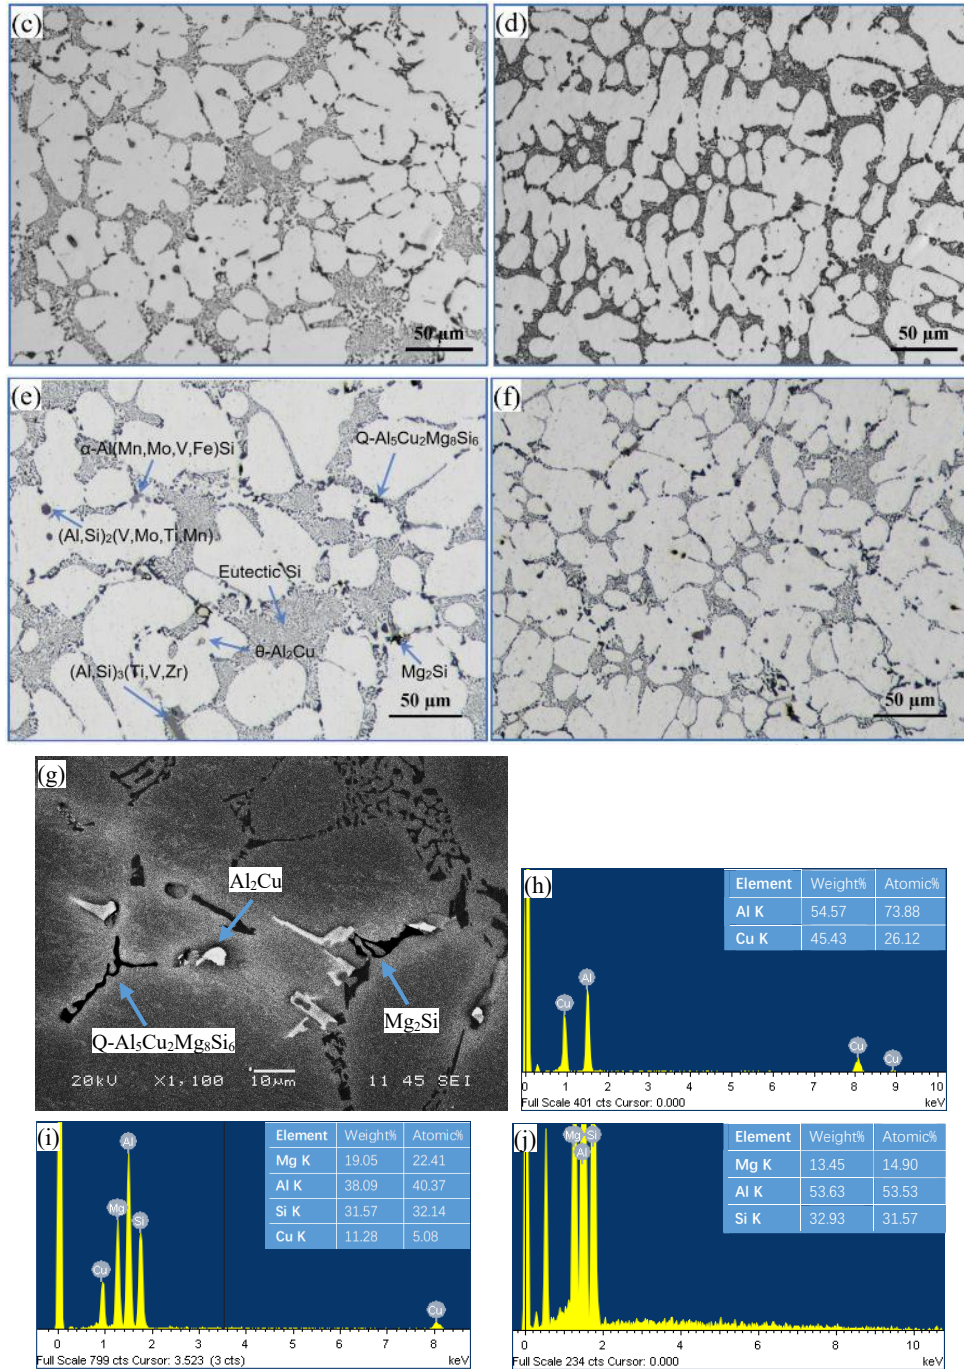 (c)
50 µm
(d)
50 µm
(e)
α-Al(Mn,Mo,V,Fe)Si
Q-Al₅Cu₂Mg₈Si₆
(Al,Si)₂(V,Mo,Ti,Mn)
Eutectic Si
θ-Al₂Cu
(Al,Si)₃(Ti,V,Zr)
Mg₂Si
50 µm
(f)
50 µm
(g)
Al₂Cu
Mg₂Si
Q-Al₅Cu₂Mg₈Si₆
20kV X1,100 10µm 11 45 SEI
(h)
Element Weight% Atomic%
Al K 54.57 73.88
Cu K 45.43 26.12
Cu Al Cu Cu
0 1 2 3 4 5 6 7 8 9 10
Full Scale 401 cts Cursor: 0.000 keV
(i)
Element Weight% Atomic%
Mg K 19.05 22.41
Al K 38.09 40.37
Si K 31.57 32.14
Cu K 11.28 5.08
Al
Mg Si
Cu Cu
0 1 2 3 4 5 6 7 8
Full Scale 799 cts Cursor: 3.523 (3 cts) keV
(j)
Element Weight% Atomic%
Mg K 13.45 14.90
Al K 53.63 53.53
Si K 32.93 31.57
Mg Si
Al
0 2 4 6 8 10
Full Scale 234 cts Cursor: 0.000 keV